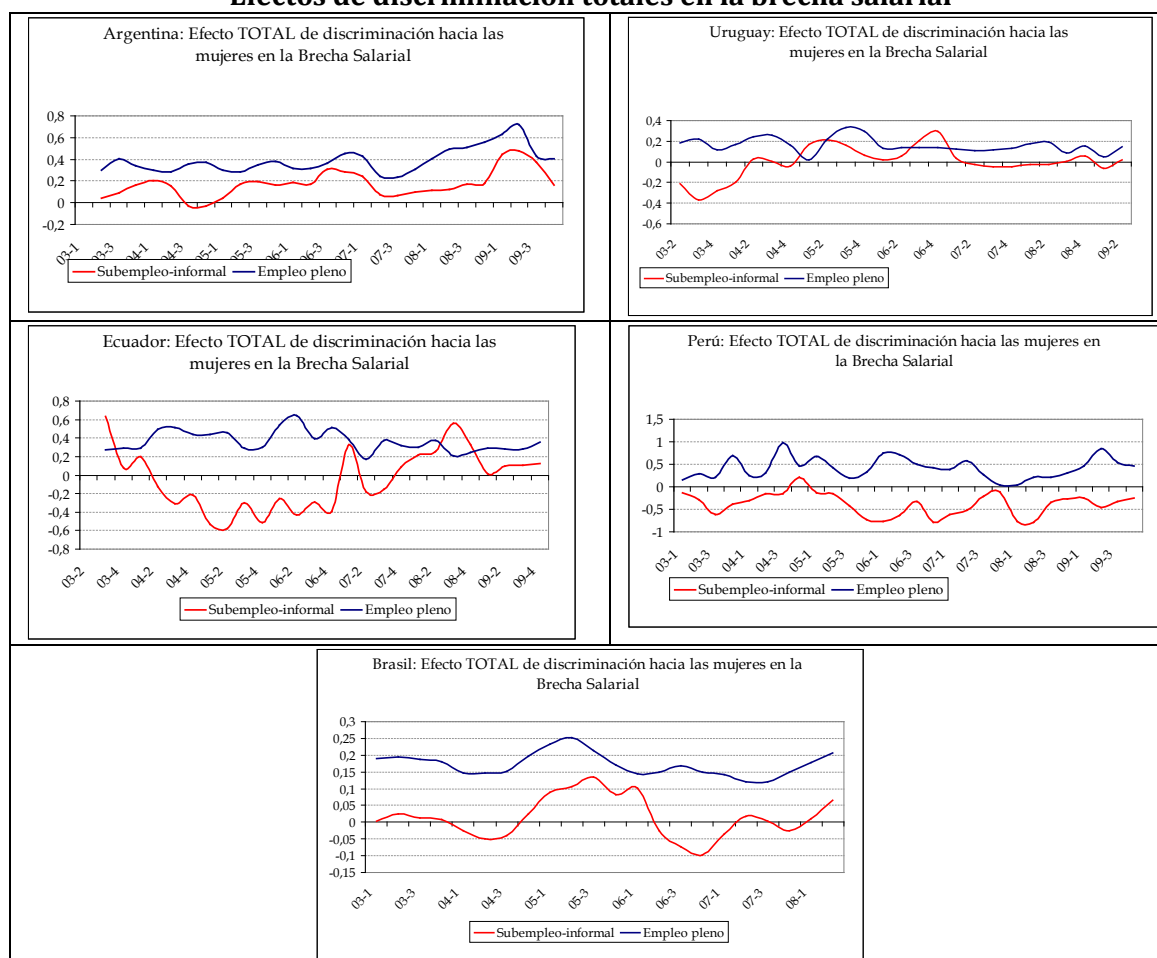 Efectos de discriminación totales en la brecha salarial
Argentina: Efecto TOTAL de discriminación hacia las
mujeres en la Brecha Salarial
0,8
0,6
0,4
0,2
0
-0,2
03-1 03-3 04-1 04-3 05-1 05-3 06-1 06-3 07-1 07-3 08-1 08-3 09-1 09-3
Subempleo-informal Empleo pleno
Uruguay: Efecto TOTAL de discriminación hacia las
mujeres en la Brecha Salarial
0,4
0,2
0
-0,2
-0,4
-0,6
03-2 03-4 04-2 04-4 05-2 05-4 06-2 06-4 07-2 07-4 08-2 08-4 09-2
Subempleo-informal Empleo pleno
Ecuador: Efecto TOTAL de discriminación hacia las
mujeres en la Brecha Salarial
0,8
0,6
0,4
0,2
0
-0,2
-0,4
-0,6
-0,8
03-2 03-4 04-2 04-4 05-2 05-4 06-2 06-4 07-2 07-4 08-2 08-4 09-2 09-4
Subempleo-informal Empleo pleno
Perú: Efecto TOTAL de discriminación hacia las mujeres en
la Brecha Salarial
1,5
1
0,5
0
-0,5
-1
03-1 03-3 04-1 04-3 05-1 05-3 06-1 06-3 07-1 07-3 08-1 08-3 09-1 09-3
Subempleo-informal Empleo pleno
Brasil: Efecto TOTAL de discriminación hacia las mujeres en la
Brecha Salarial
0,3
0,25
0,2
0,15
0,1
0,05
0
-0,05
-0,1
-0,15
03-1 03-3 04-1 04-3 05-1 05-3 06-1 06-3 07-1 07-3 08-1
Subempleo-informal Empleo pleno